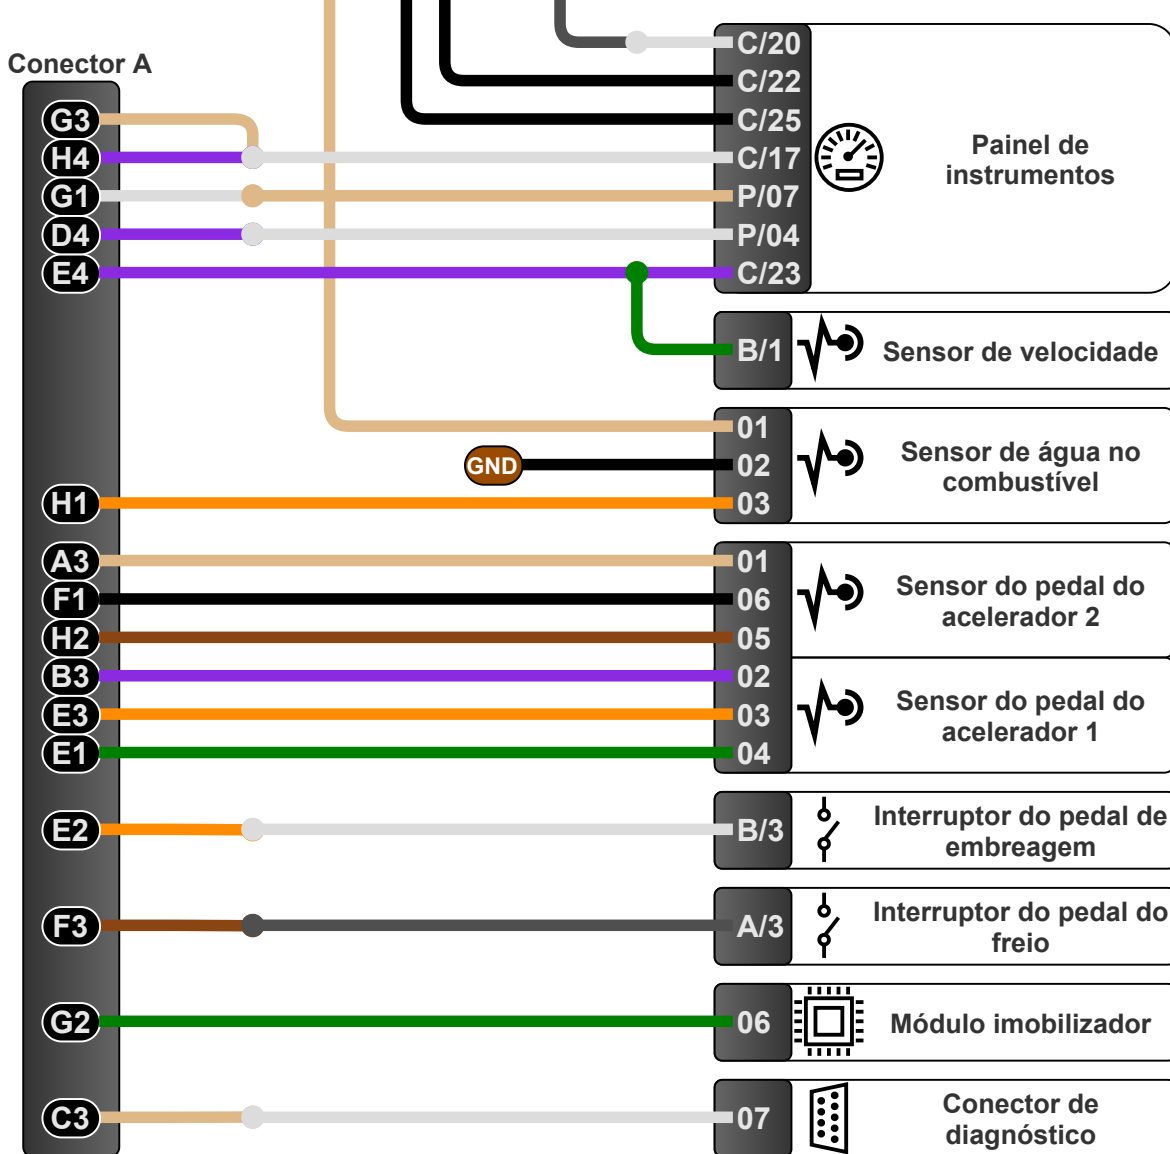 Conector A
G3
H4
G1
D4
E4
H1
A3
F1
H2
B3
E3
E1
E2
F3
G2
C3
GND
C/20
C/22
C/25
C/17
P/07
P/04
C/23
Painel de
instrumentos
B/1
Sensor de velocidade
01
02
03
Sensor de água no
combustível
01
06
05
Sensor do pedal do
acelerador 2
02
03
04
Sensor do pedal do
acelerador 1
B/3
Interruptor do pedal de
embreagem
A/3
Interruptor do pedal do
freio
06
Módulo imobilizador
07
Conector de
diagnóstico